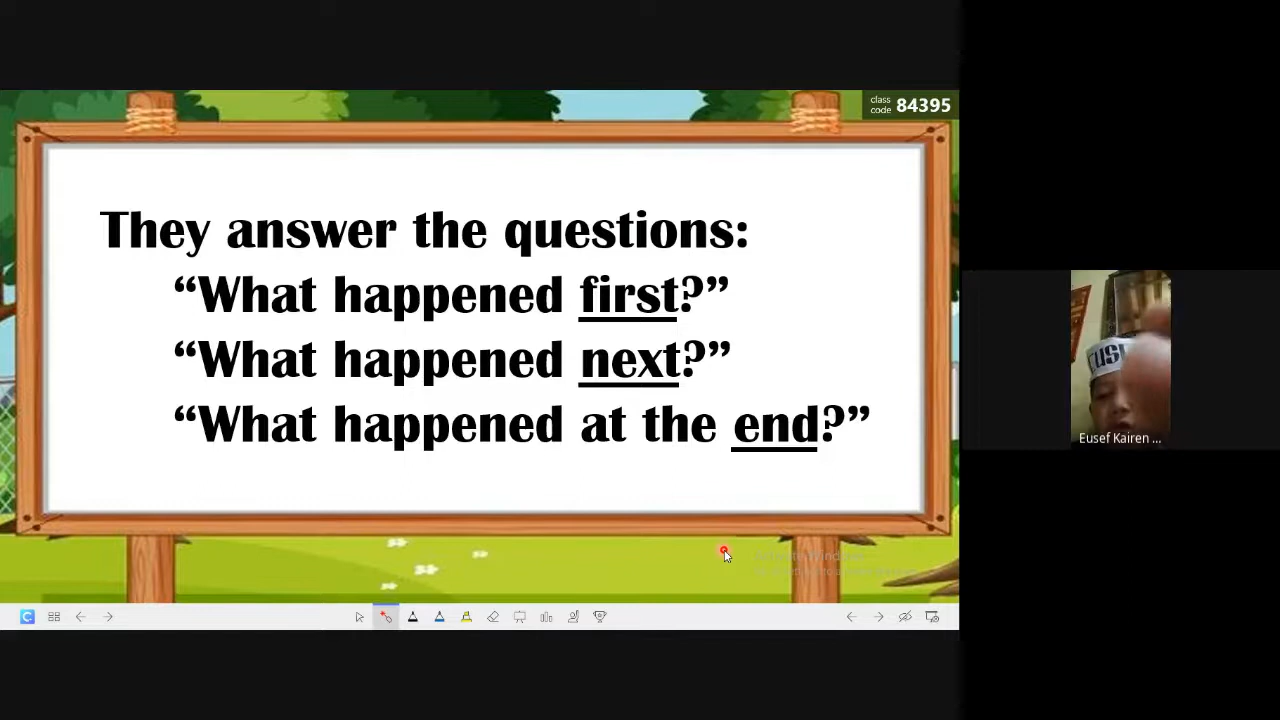 class
code 84395
They answer the questions:
“What happened first?”
“What happened next?”
“What happened at the end?”
Eusef Kairen ...